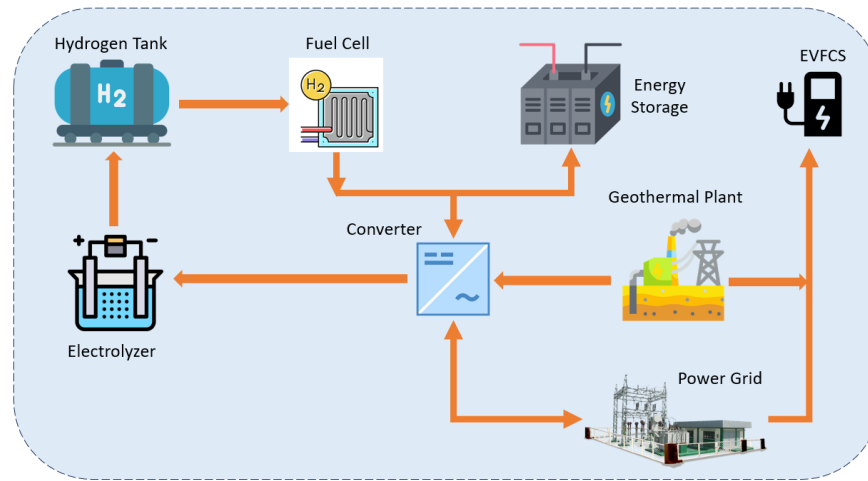 Hydrogen Tank
Fuel Cell
EVFCS
H2
H2
Energy
Storage
Geothermal Plant
Converter
Electrolyzer
Power Grid